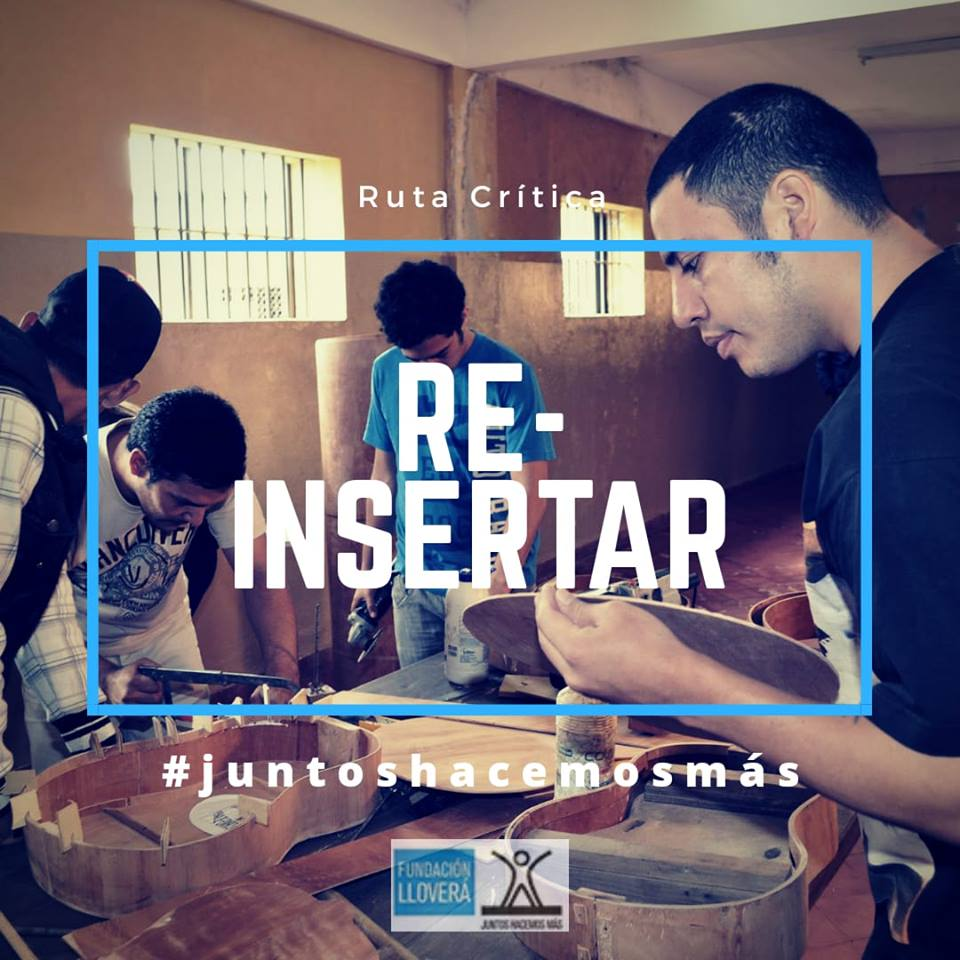 Ruta Crítica
RE-
INSERTAR
#juntoshacemosmás
FUNDACIÓN
LLOVERÁ
JUNTOS HACEMOS MÁS